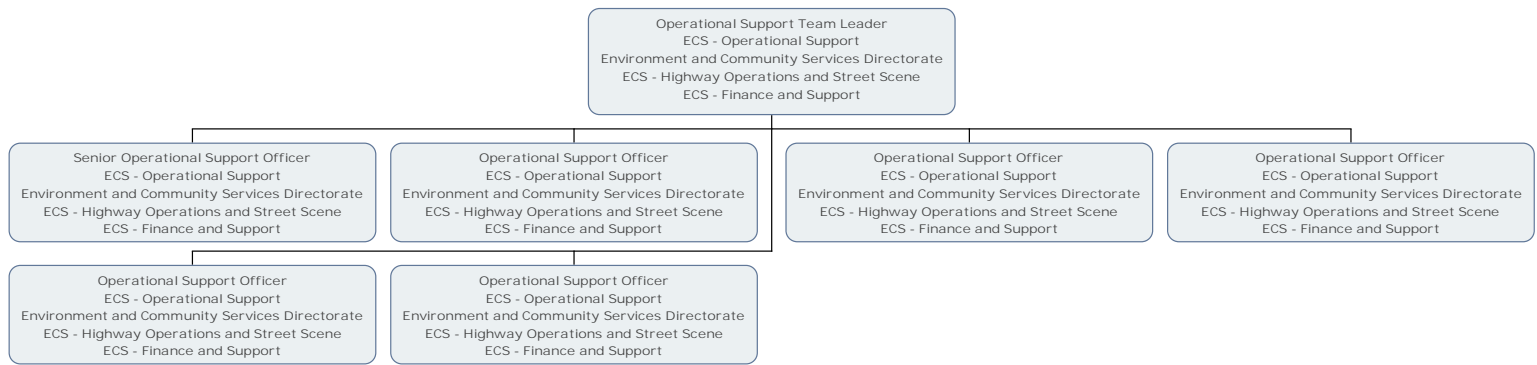 Operational Support Team Leader
ECS - Operational Support
Environment and Community Services Directorate
ECS - Highway Operations and Street Scene
ECS - Finance and Support
Senior Operational Support Officer
ECS - Operational Support
Environment and Community Services Directorate
ECS - Highway Operations and Street Scene
ECS - Finance and Support
Operational Support Officer
ECS - Operational Support
Environment and Community Services Directorate
ECS - Highway Operations and Street Scene
ECS - Finance and Support
Operational Support Officer
ECS - Operational Support
Environment and Community Services Directorate
ECS - Highway Operations and Street Scene
ECS - Finance and Support
Operational Support Officer
ECS - Operational Support
Environment and Community Services Directorate
ECS - Highway Operations and Street Scene
ECS - Finance and Support
Operational Support Officer
ECS - Operational Support
Environment and Community Services Directorate
ECS - Highway Operations and Street Scene
ECS - Finance and Support
Operational Support Officer
ECS - Operational Support
Environment and Community Services Directorate
ECS - Highway Operations and Street Scene
ECS - Finance and Support